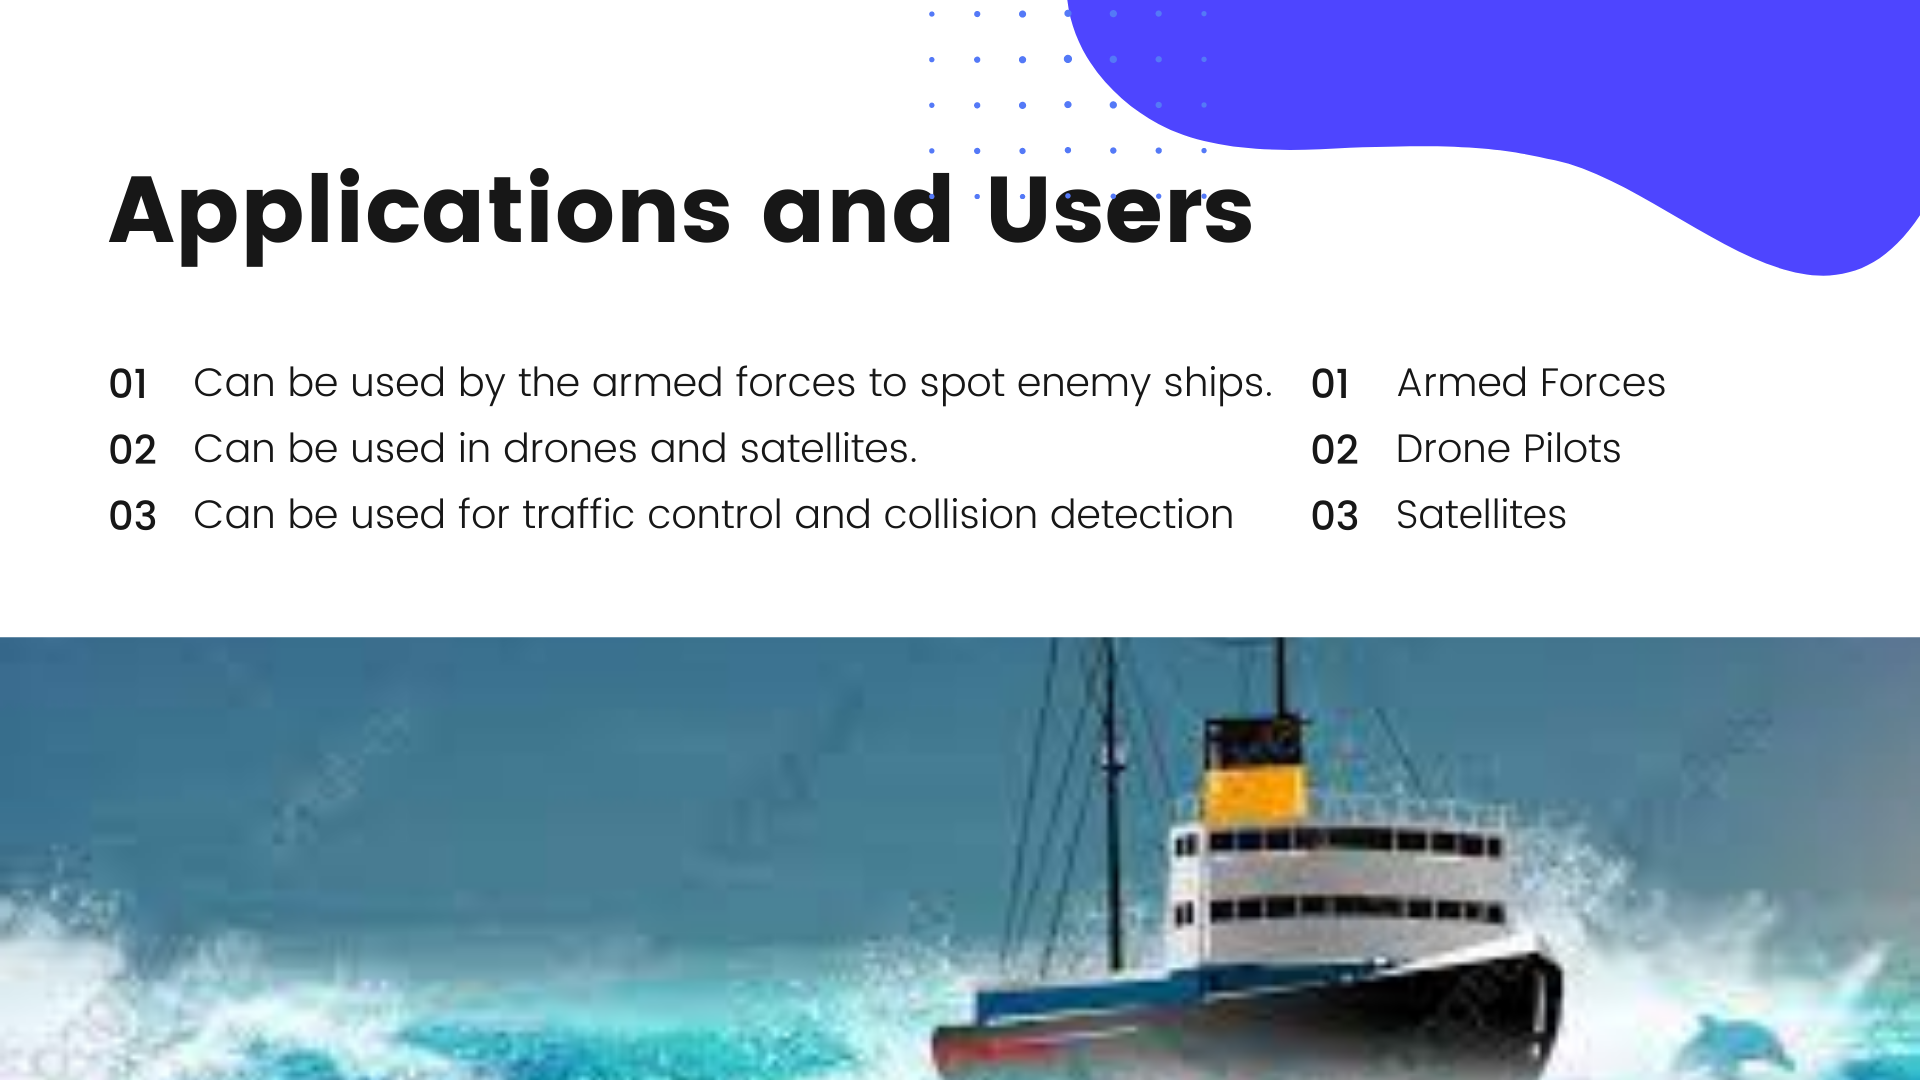 Applications and Users
01 Can be used by the armed forces to spot enemy ships.
02 Can be used in drones and satellites.
03 Can be used for traffic control and collision detection
01 Armed Forces
02 Drone Pilots
03 Satellites